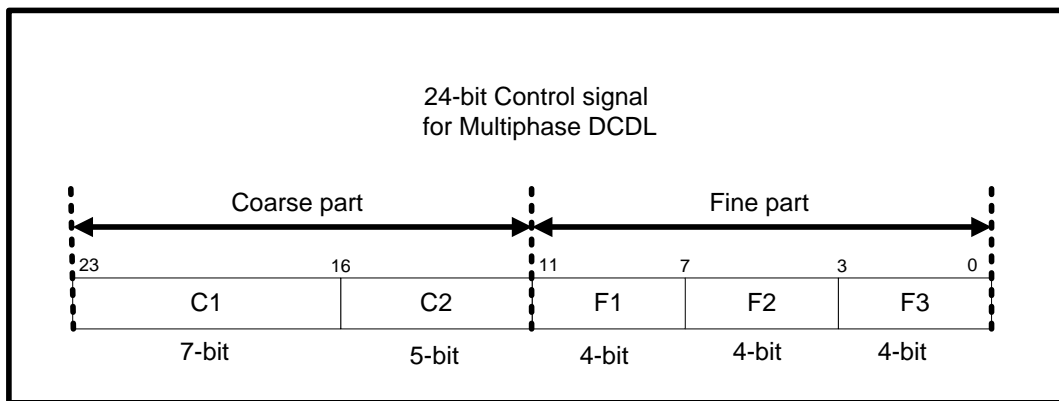 24-bit Control signal
for Multiphase DCDL
Coarse part Fine part
23 16 11 7 3 0
C1 C2 F1 F2 F3
7-bit 5-bit 4-bit 4-bit 4-bit